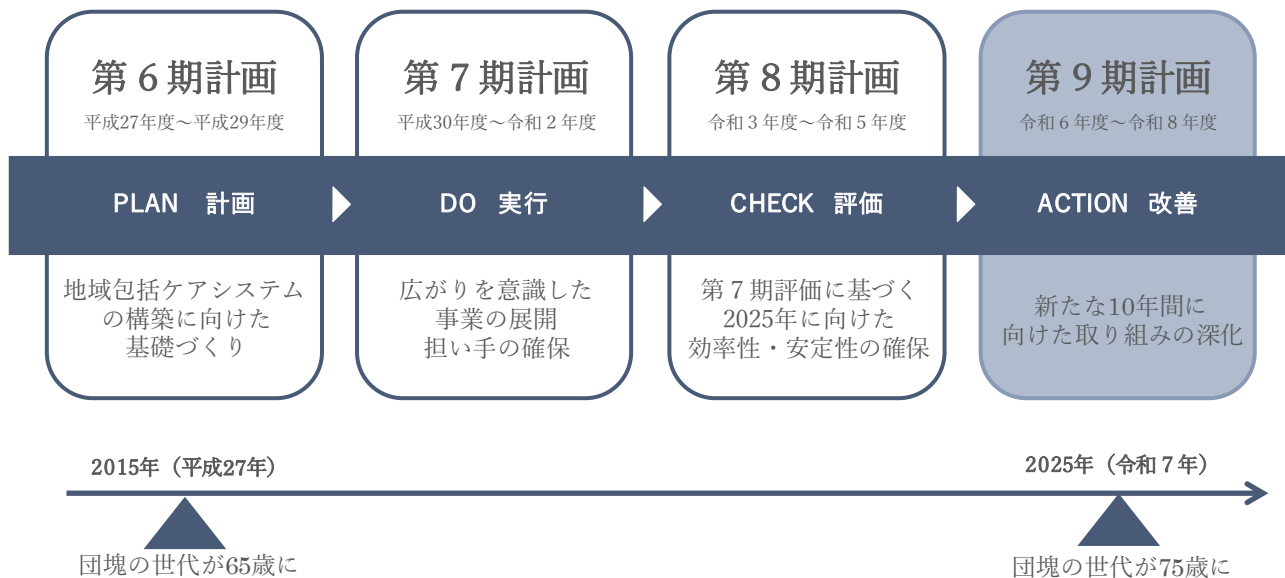 第６期計画
平成27年度～平成29年度
PLAN　計画
地域包括ケアシステム
の構築に向けた
基礎づくり
第７期計画
平成30年度～令和２年度
DO　実行
広がりを意識した
事業の展開
担い手の確保
第８期計画
令和３年度～令和５年度
CHECK　評価
第７期評価に基づく
2025年に向けた
効率性・安定性の確保
第９期計画
令和６年度～令和８年度
ACTION　改善
新たな10年間に
向けた取り組みの深化
2015年（平成27年）
2025年（令和７年）
団塊の世代が65歳に
団塊の世代が75歳に